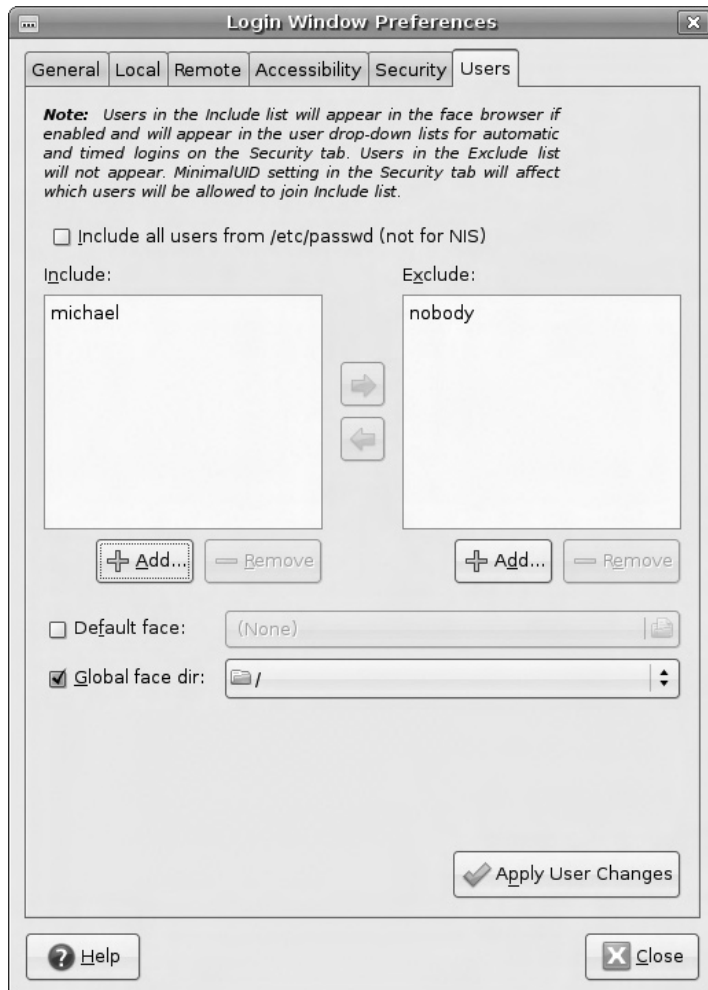 Login Window Preferences
General Local Remote Accessibility Security Users
Note: Users in the Include list will appear in the face browser if
enabled and will appear in the user drop-down lists for automatic
and timed logins on the Security tab. Users in the Exclude list
will not appear. MinimalUID setting in the Security tab will affect
which users will be allowed to join Include list.
Include all users from /etc/passwd (not for NIS)
Include: Exclude:
michael nobody
Add... Remove Add... Remove
Default face: (None)
Global face dir: /
Apply User Changes
Help Close